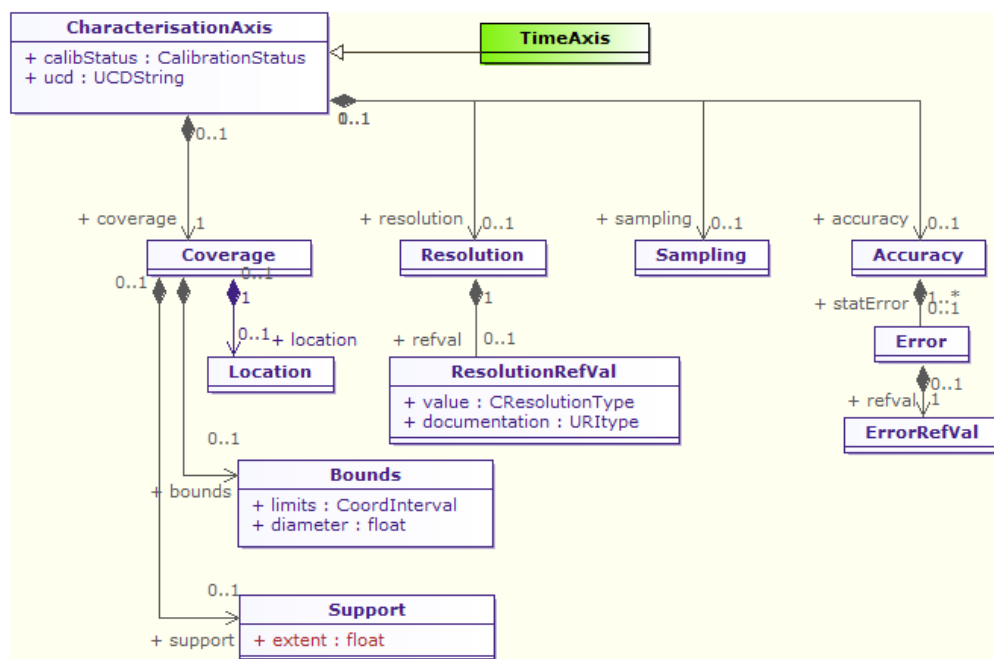 CharacterisationAxis
+ calibStatus : CalibrationStatus
+ ucd : UCDString
TimeAxis
0..1
0..1
+ coverage
1
+ resolution
0..1
+ sampling
0..1
+ accuracy
0..1
Coverage
Resolution
Sampling
Accuracy
0..1
0..1
1
0..1
+ location
1
+ refval
0..1
+ statError
1..*
0..1
Location
ResolutionRefVal
+ value : CResolutionType
+ documentation : URItype
Error
0..1
+ refval
1
ErrorRefVal
0..1
+ bounds
Bounds
+ limits : CoordInterval
+ diameter : float
0..1
+ support
Support
+ extent : float